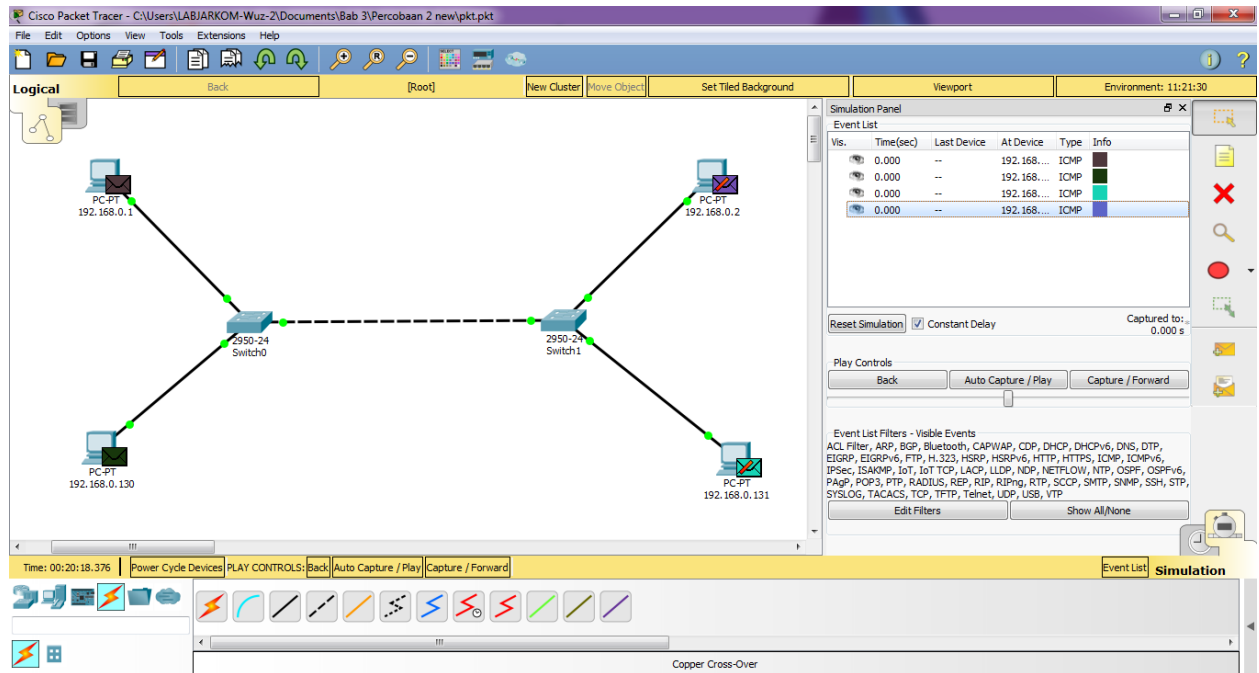 Cisco Packet Tracer - C:\Users\LABJARKOM-Wuz-2\Documents\Bab 3\Percobaan 2 new\pkt.pkt
File Edit Options View Tools Extensions Help
Logical Back [Root] New Cluster Move Object Set Tiled Background Viewport Environment: 11:21:30
PC-PT
192.168.0.1
PC-PT
192.168.0.2
2950-24
Switch0
2950-24
Switch1
PC-PT
192.168.0.130
PC-PT
192.168.0.131
Simulation Panel
Event List
Vis. Time(sec) Last Device At Device Type Info
0.000 -- 192.168.... ICMP
0.000 -- 192.168.... ICMP
0.000 -- 192.168.... ICMP
0.000 -- 192.168.... ICMP
Reset Simulation Constant Delay Captured to:
0.000 s
Play Controls
Back Auto Capture / Play Capture / Forward
Event List Filters - Visible Events
ACL Filter, ARP, BGP, Bluetooth, CAPWAP, CDP, DHCP, DHCPv6, DNS, DTP,
EIGRP, EIGRPv6, FTP, H.323, HSRP, HSRPv6, HTTP, HTTPS, ICMP, ICMPv6,
IPSec, ISAKMP, IoT, IoT TCP, LACP, LLDP, NDP, NETFLOW, NTP, OSPF, OSPFv6,
PAgP, POP3, PTP, RADIUS, REP, RIP, RIPng, RTP, SCCP, SMTP, SNMP, SSH, STP,
SYSLOG, TACACS, TCP, TFTP, Telnet, UDP, USB, VTP
Edit Filters Show All/None
Time: 00:20:18.376 Power Cycle Devices PLAY CONTROLS: Back Auto Capture / Play Capture / Forward Event List Simulation
Copper Cross-Over